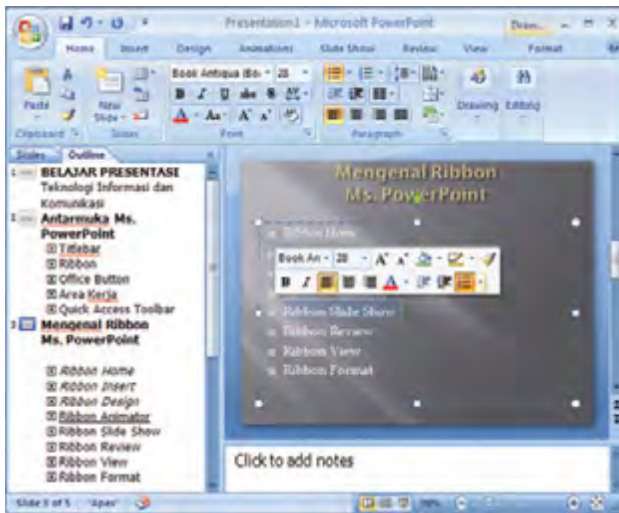 Presentation1 - Microsoft PowerPoint
Home Insert Design Animations Slide Show Review View Format
Paste
New
Slide
Drawing Editing
Clipboard Slides Font Paragraph
Book Antiqua (Bo 28
Slides Outline
1 BELAJAR PRESENTASI
Teknologi Informasi dan
Komunikasi
2 Antarmuka Ms.
PowerPoint
Titlebar
Ribbon
Office Button
Area Kerja
Quick Access Toolbar
3 Mengenal Ribbon
Ms. PowerPoint
Ribbon Home
Ribbon Insert
Ribbon Design
Ribbon Animator
Ribbon Slide Show
Ribbon Review
Ribbon View
Ribbon Format
Mengenal Ribbon
Ms. PowerPoint
Ribbon Home
Book An 28
Ribbon Slide Show
Ribbon Review
Ribbon View
Ribbon Format
Click to add notes
Slide 3 of 5 "Apex"